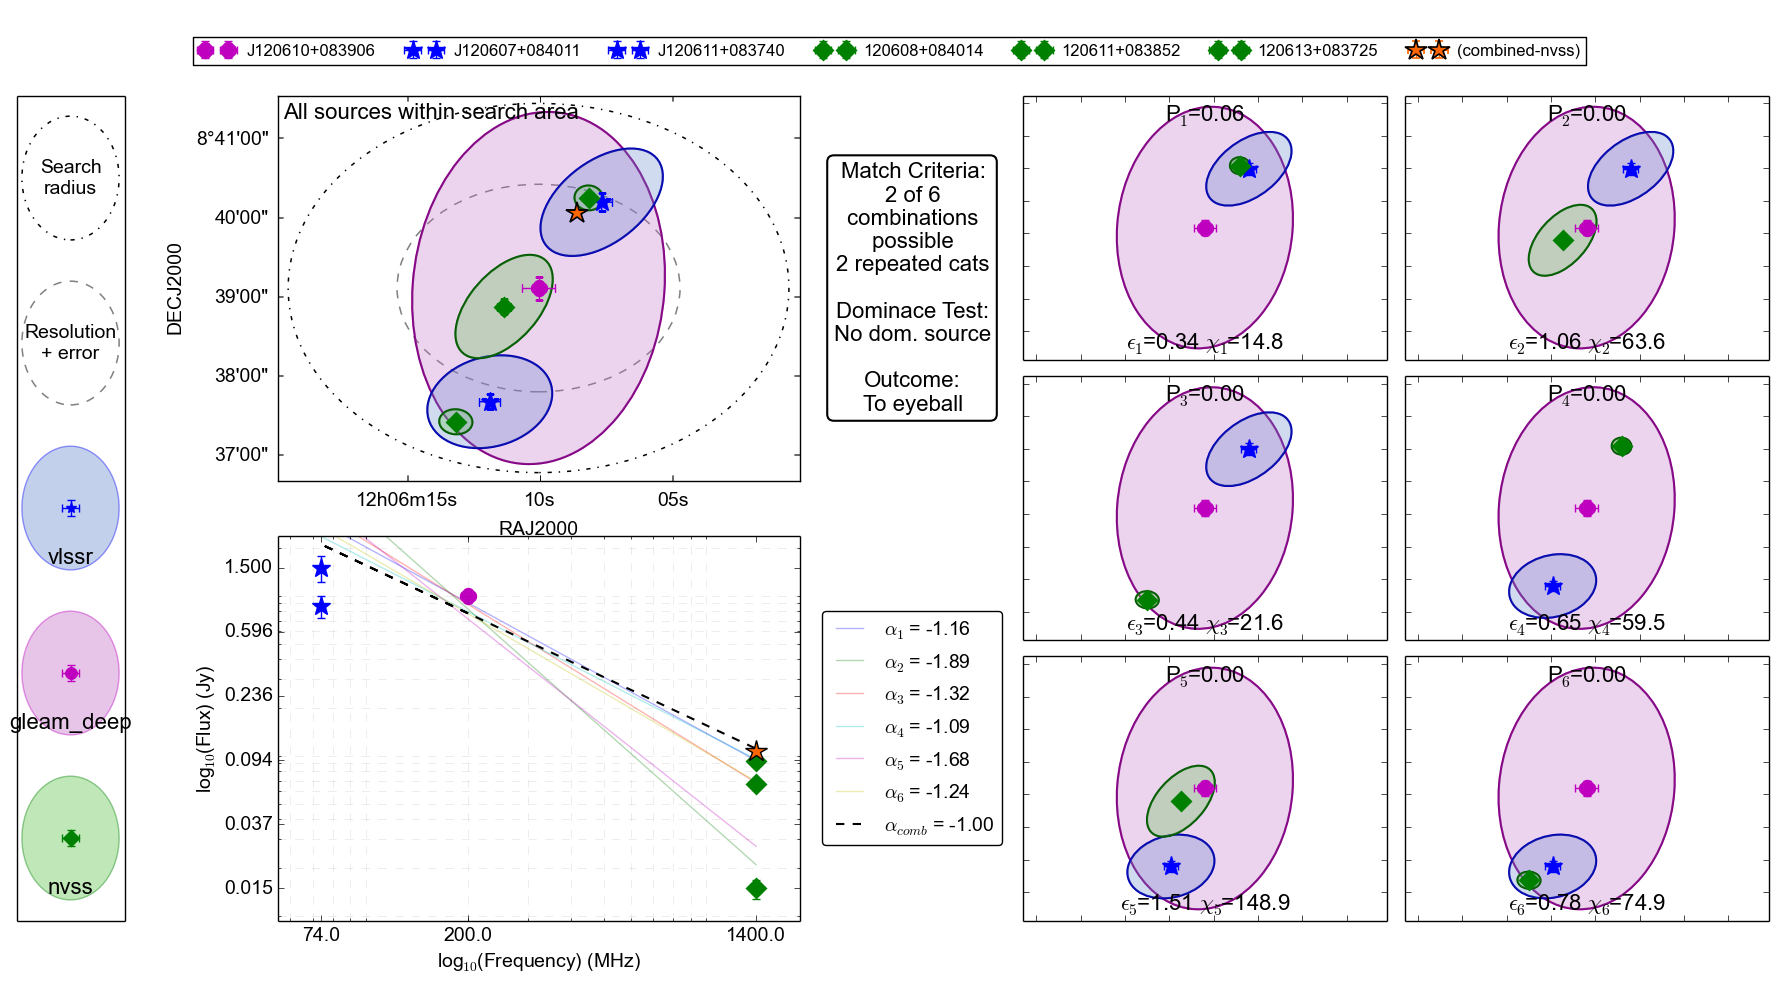 J120610+083906 J120607+084011 J120611+083740 120608+084014 120611+083852 120613+083725 (combined-nvss)
Search
radius
Resolution
+ error
vlssr
gleam_deep
nvss
All sources within search area
8°41'00"
40'00"
39'00"
38'00"
37'00"
DECJ2000
12h06m15s 10s 05s
RAJ2000
Match Criteria:
2 of 6
combinations
possible
2 repeated cats
Dominace Test:
No dom. source
Outcome:
To eyeball
1.500
0.596
0.236
0.094
0.037
0.015
log10(Flux) (Jy)
74.0 200.0 1400.0
log10(Frequency) (MHz)
α1 = -1.16
α2 = -1.89
α3 = -1.32
α4 = -1.09
α5 = -1.68
α6 = -1.24
αcomb = -1.00
P1=0.06
ϵ1=0.34 χ1=14.8
P2=0.00
ϵ2=1.06 χ2=63.6
P3=0.00
ϵ3=0.44 χ3=21.6
P4=0.00
ϵ4=0.65 χ4=59.5
P5=0.00
ϵ5=1.51 χ5=148.9
P6=0.00
ϵ6=0.78 χ6=74.9